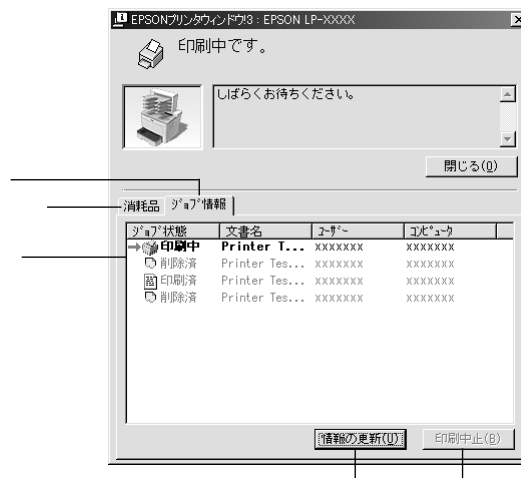 EPSONプリンタウィンドウ!3 : EPSON LP-XXXX
印刷中です。
しばらくお待ちください。
閉じる(O)
消耗品 ジョブ情報
ジョブ状態 文書名 ユーザー コンピュータ
印刷中 Printer T... XXXXXXX XXXXXXX
削除済 Printer Tes... XXXXXXX XXXXXXX
印刷済 Printer Tes... XXXXXXX XXXXXXX
削除済 Printer Tes... XXXXXXX XXXXXXX
情報の更新(U) 印刷中止(B)